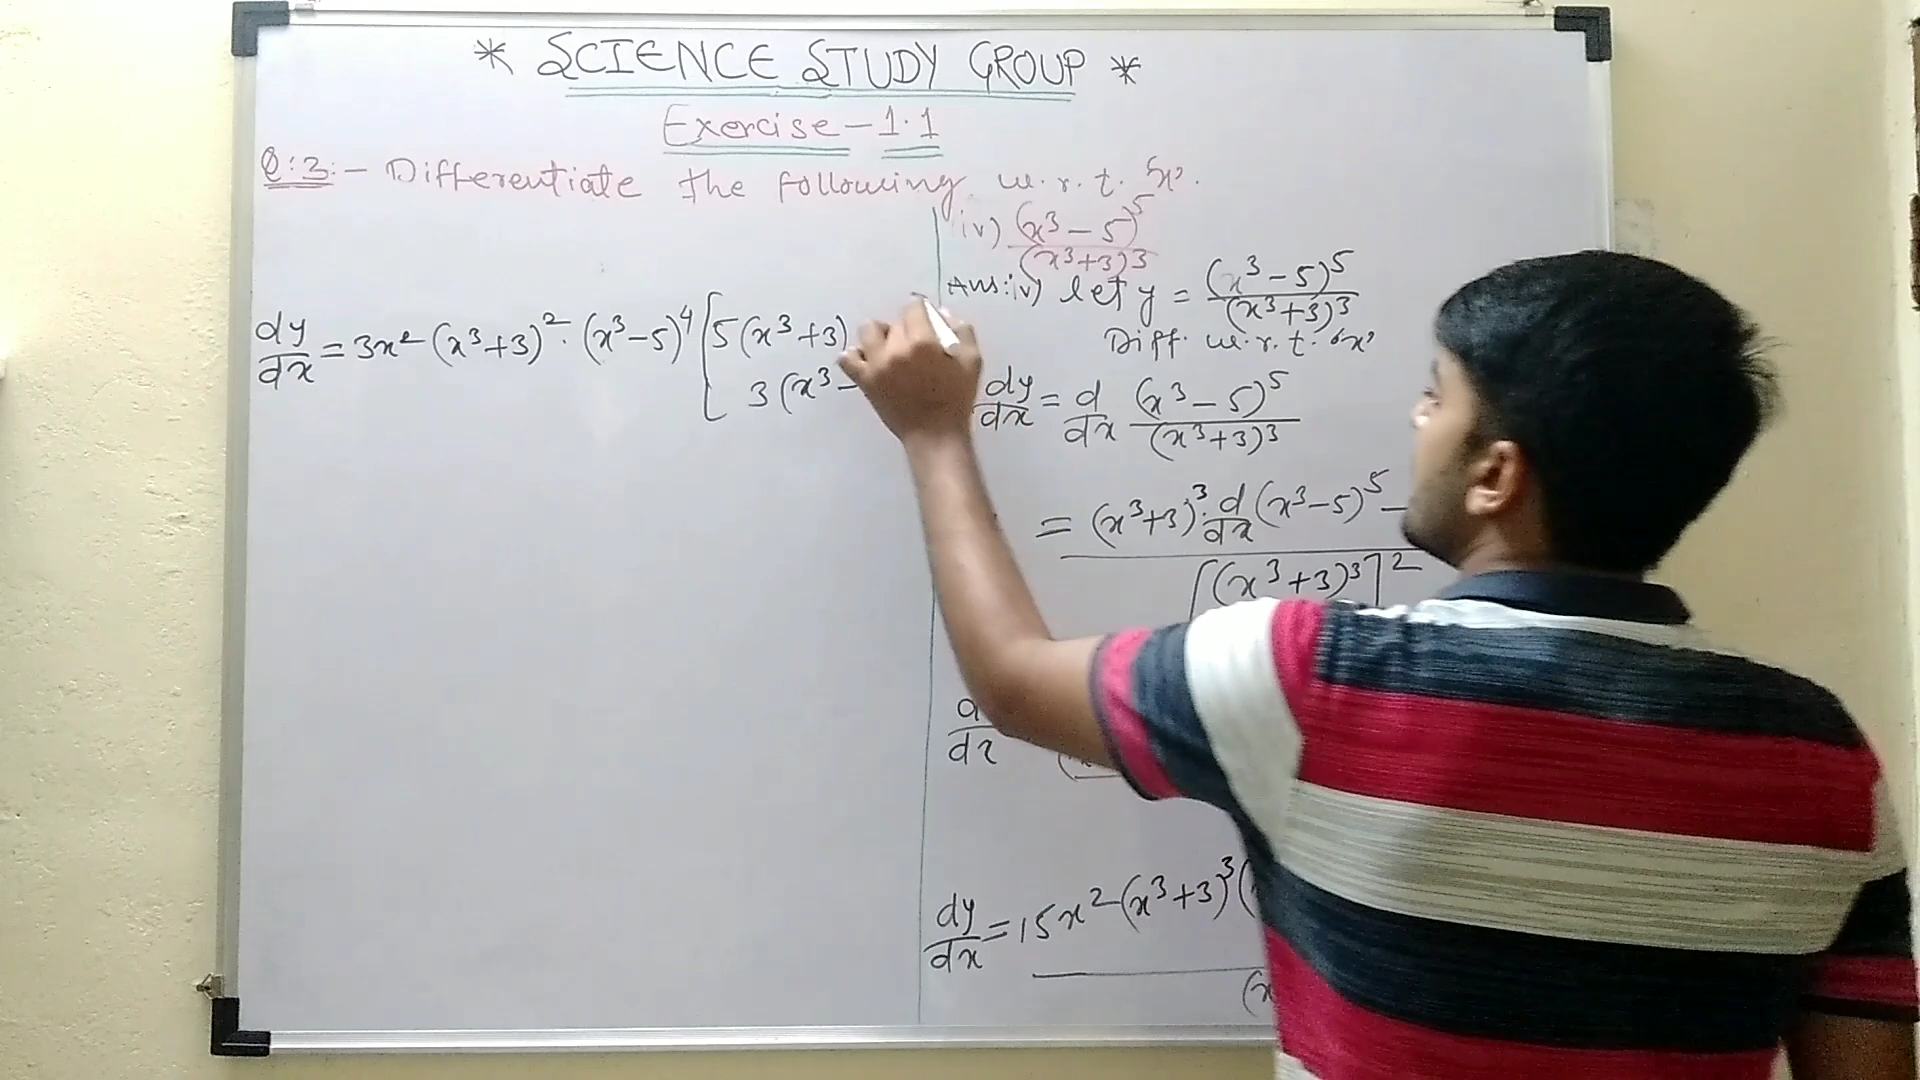 * SCIENCE STUDY GROUP *
Exercise - 1.1
Q:3:- Differentiate the following w.r.t. 'x'.
iv) (x³ - 5)⁵
(x³+3)³
Ans:iv) let y = (x³ - 5)⁵
(x³+3)³
Diff. w.r.t. 'x'
dy/dx = d/dx (x³ - 5)⁵
(x³+3)³
= (x³+3)³. d/dx (x³-5)⁵ -
[(x³+3)³]²
dx
dy/dx = 15x² (x³+3)³ (
(x
dy/dx = 3x² (x³+3)². (x³-5)⁴ [5(x³+3)
3(x³ -